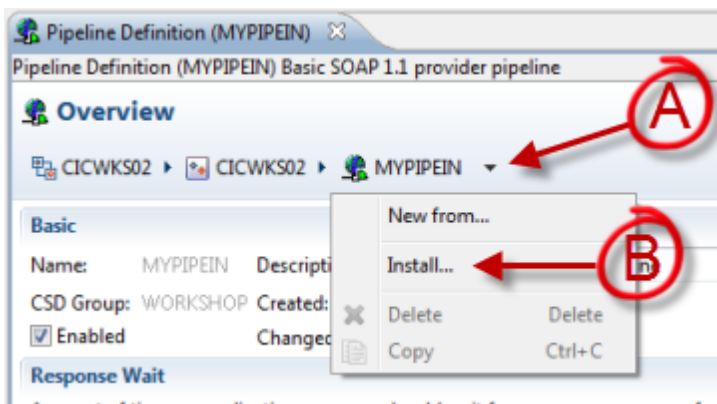 Pipeline Definition (MYPIPEIN)
Pipeline Definition (MYPIPEIN) Basic SOAP 1.1 provider pipeline
A
Overview
CICWKS02 CICWKS02 MYPIPEIN
New from...
Basic
Name: MYPIPEIN Descripti Install... B
CSD Group: WORKSHOP Created:
Delete Delete
Enabled Changed
Copy Ctrl+C
Response Wait